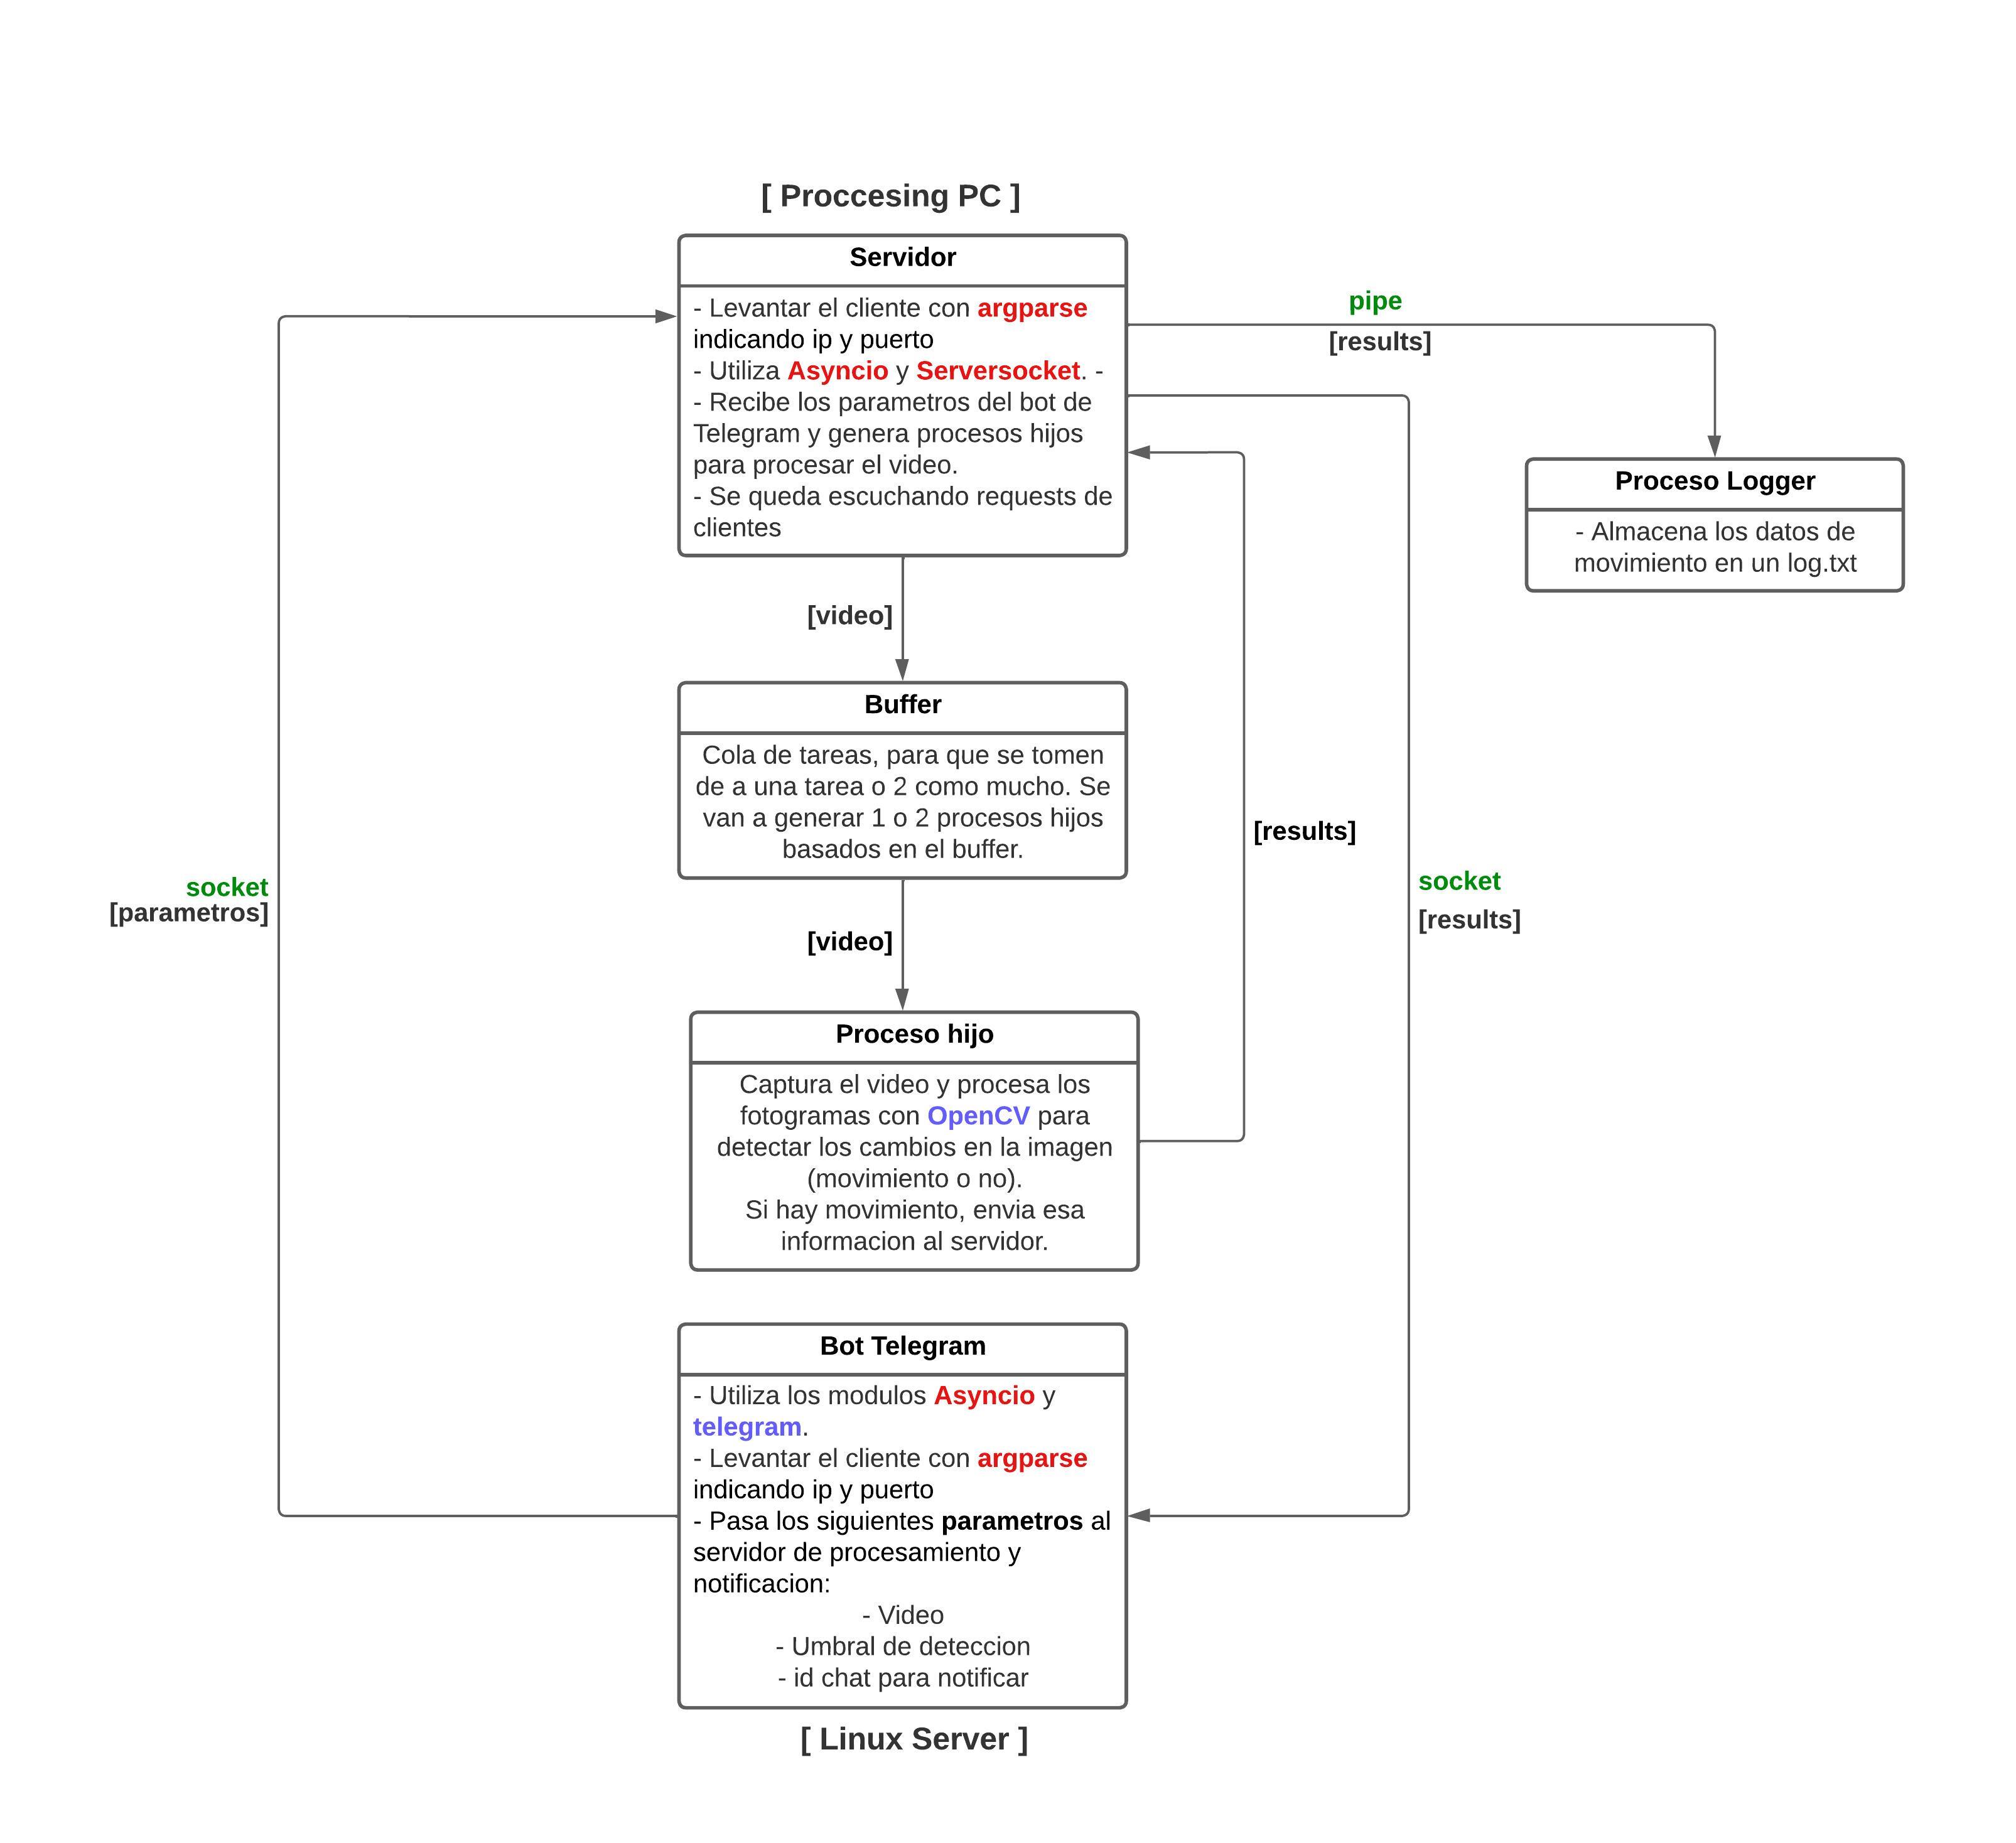 [ Proccesing PC ]
Servidor
- Levantar el cliente con argparse
indicando ip y puerto
- Utiliza Asyncio y Serversocket. -
- Recibe los parametros del bot de
Telegram y genera procesos hijos
para procesar el video.
- Se queda escuchando requests de
clientes
pipe
[results]
Proceso Logger
- Almacena los datos de
movimiento en un log.txt
[video]
Buffer
Cola de tareas, para que se tomen
de a una tarea o 2 como mucho. Se
van a generar 1 o 2 procesos hijos
basados en el buffer.
[results]
socket
[parametros]
socket
[results]
[video]
Proceso hijo
Captura el video y procesa los
fotogramas con OpenCV para
detectar los cambios en la imagen
(movimiento o no).
Si hay movimiento, envia esa
informacion al servidor.
Bot Telegram
- Utiliza los modulos Asyncio y
telegram.
- Levantar el cliente con argparse
indicando ip y puerto
- Pasa los siguientes parametros al
servidor de procesamiento y
notificacion:
- Video
- Umbral de deteccion
- id chat para notificar
[ Linux Server ]